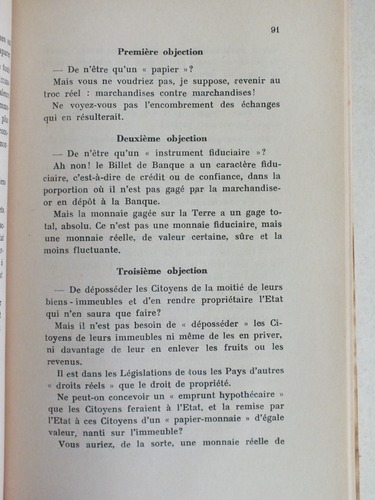 91
Première objection
— De n'être qu'un « papier »?
Mais vous ne voudriez pas, je suppose, revenir au
troc réel : marchandises contre marchandises!
Ne voyez-vous pas l'encombrement des échanges
qui en résulterait.
Deuxième objection
— De n'être qu'un « instrument fiduciaire »?
Ah non! le Billet de Banque a un caractère fidu-
ciaire, c'est-à-dire de crédit ou de confiance, dans la
porportion où il n'est pas gagé par la marchandise-
or en dépôt à la Banque.
Mais la monnaie gagée sur la Terre a un gage to-
tal, absolu. Ce n'est pas une monnaie fiduciaire, mais
une monnaie réelle, de valeur certaine, sûre et la
moins fluctuante.
Troisième objection
— De déposséder les Citoyens de la moitié de leurs
biens-immeubles et d'en rendre propriétaire l'Etat
qui n'en saura que faire?
Mais il n'est pas besoin de « déposséder » les Ci-
toyens de leurs immeubles ni même de les en priver,
ni davantage de leur en enlever les fruits ou les
revenus.
Il est dans les Législations de tous les Pays d'autres
« droits réels » que le droit de propriété.
Ne peut-on concevoir un « emprunt hypothécaire »
que les Citoyens feraient à l'Etat, et la remise par
l'Etat à ces Citoyens d'un « papier-monnaie » d'égale
valeur, nanti sur l'immeuble?
Vous auriez, de la sorte, une monnaie réelle de